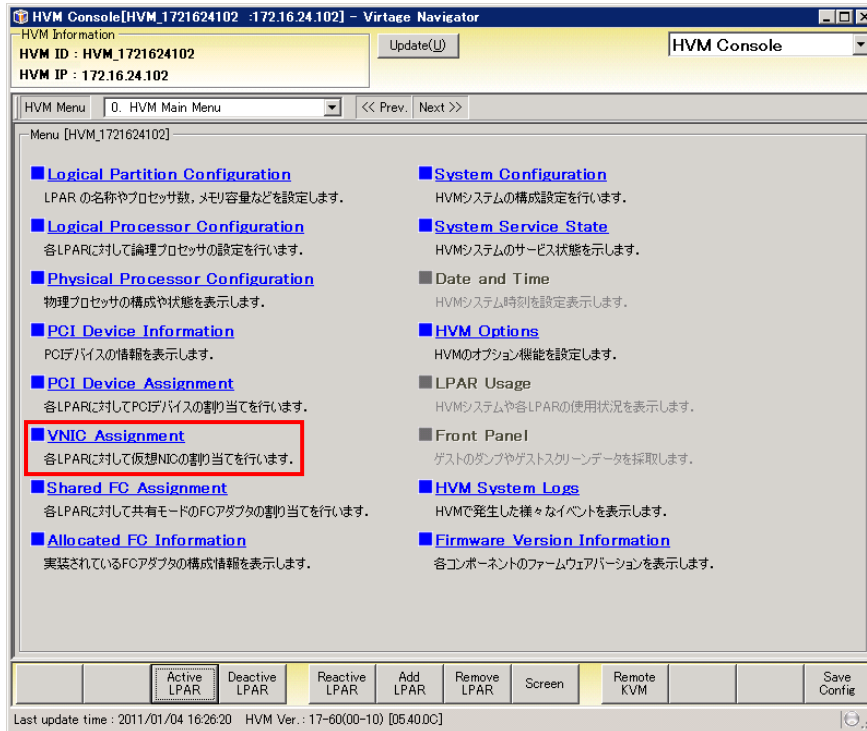 HVM Console[HVM_1721624102 :172.16.24.102] - Virtage Navigator
HVM Information
HVM ID : HVM_1721624102
HVM IP : 172.16.24.102
Update(U)
HVM Console
HVM Menu
0. HVM Main Menu
<< Prev. Next >>
Menu [HVM_1721624102]
Logical Partition Configuration
LPAR の名称やプロセッサ数, メモリ容量などを設定します.
Logical Processor Configuration
各LPARに対して論理プロセッサの設定を行います.
Physical Processor Configuration
物理プロセッサの構成や状態を表示します.
PCI Device Information
PCIデバイスの情報を表示します.
PCI Device Assignment
各LPARに対してPCIデバイスの割り当てを行います.
VNIC Assignment
各LPARに対して仮想NICの割り当てを行います.
Shared FC Assignment
各LPARに対して共有モードのFCアダプタの割り当てを行います.
Allocated FC Information
実装されているFCアダプタの構成情報を表示します.
System Configuration
HVMシステムの構成設定を行います.
System Service State
HVMシステムのサービス状態を示します.
Date and Time
HVMシステム時刻を設定表示します.
HVM Options
HVMのオプション機能を設定します.
LPAR Usage
HVMシステムや各LPARの使用状況を表示します.
Front Panel
ゲストのダンプやゲストスクリーンデータを採取します.
HVM System Logs
HVMで発生した様々なイベントを表示します.
Firmware Version Information
各コンポーネントのファームウェアバージョンを表示します.
Active LPAR
Deactive LPAR
Reactive LPAR
Add LPAR
Remove LPAR
Screen
Remote KVM
Save Config
Last update time : 2011/01/04 16:26:20 HVM Ver. : 17-60(00-10) [05.40.0C]